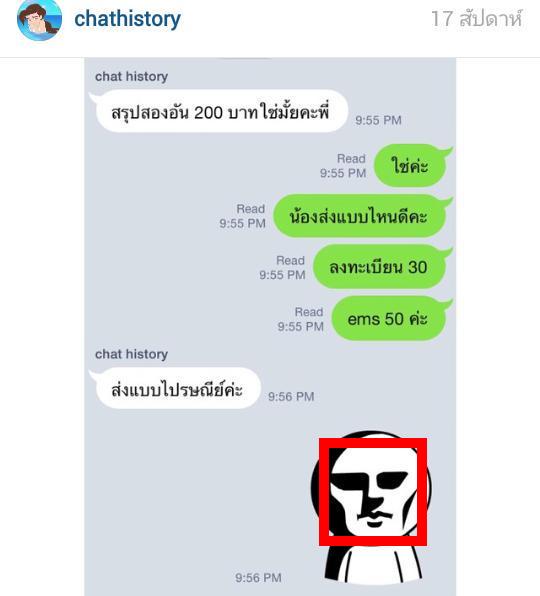 chathistory
17 สัปดาห์
chat history
สรุปสองอัน 200 บาทใช่มั้ยคะพี่
9:55 PM
Read
9:55 PM
ใช่ค่ะ
Read
9:55 PM
น้องส่งแบบไหนดีคะ
Read
9:55 PM
ลงทะเบียน 30
Read
9:55 PM
ems 50 ค่ะ
chat history
ส่งแบบไปรษณีย์ค่ะ
9:56 PM
9:56 PM